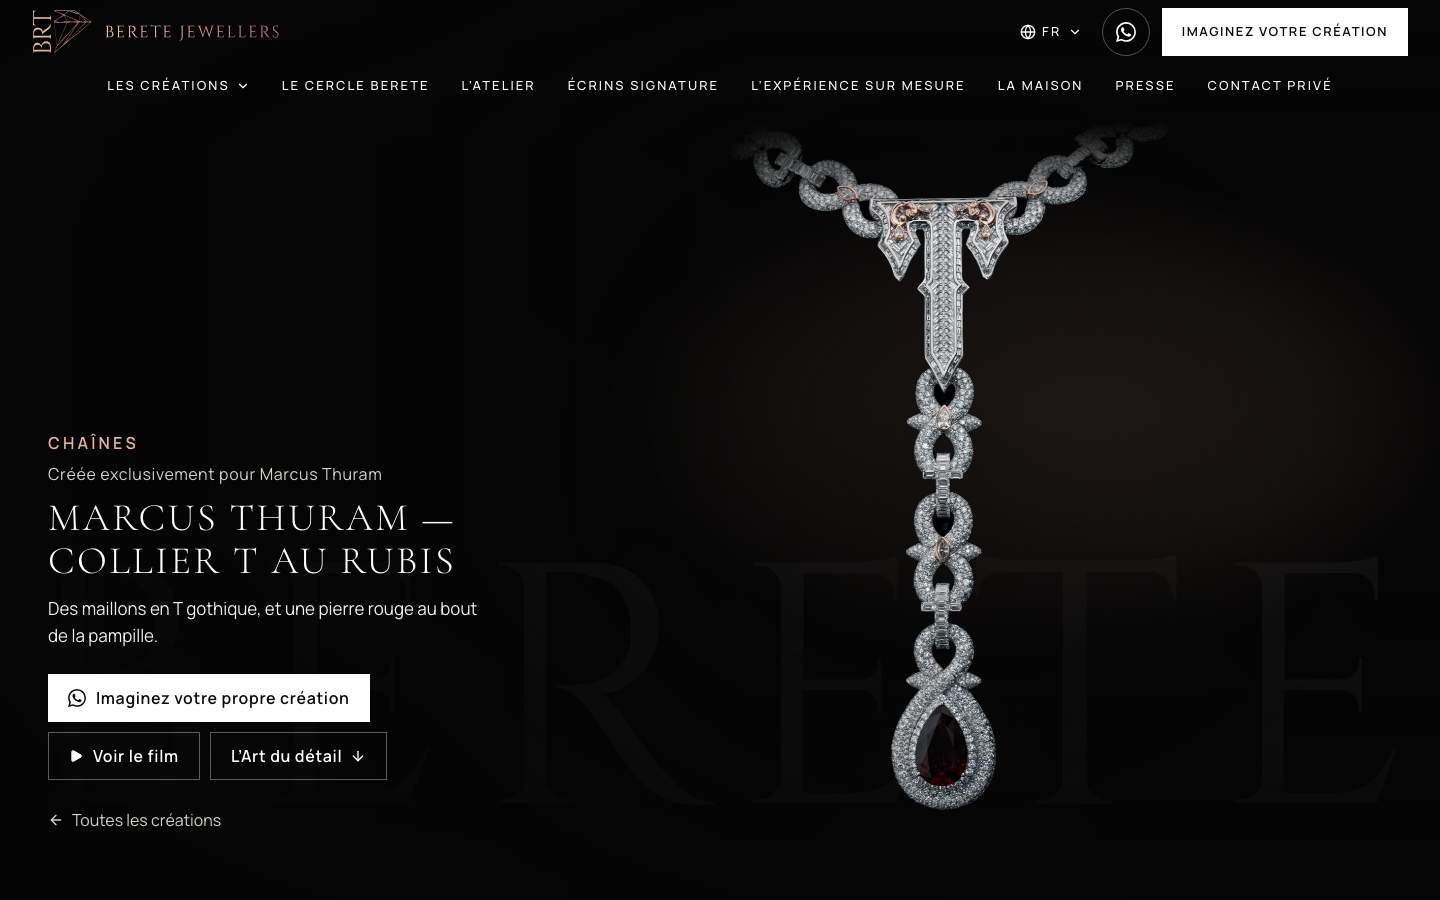 BRT
BERETE JEWELLERS
FR
IMAGINEZ VOTRE CRÉATION
LES CRÉATIONS
LE CERCLE BERETE
L'ATELIER
ÉCRINS SIGNATURE
L'EXPÉRIENCE SUR MESURE
LA MAISON
PRESSE
CONTACT PRIVÉ
CHAÎNES
Créée exclusivement pour Marcus Thuram
MARCUS THURAM —
COLLIER T AU RUBIS
Des maillons en T gothique, et une pierre rouge au bout
de la pampille.
Imaginez votre propre création
Voir le film
L'Art du détail
Toutes les créations
BERETE